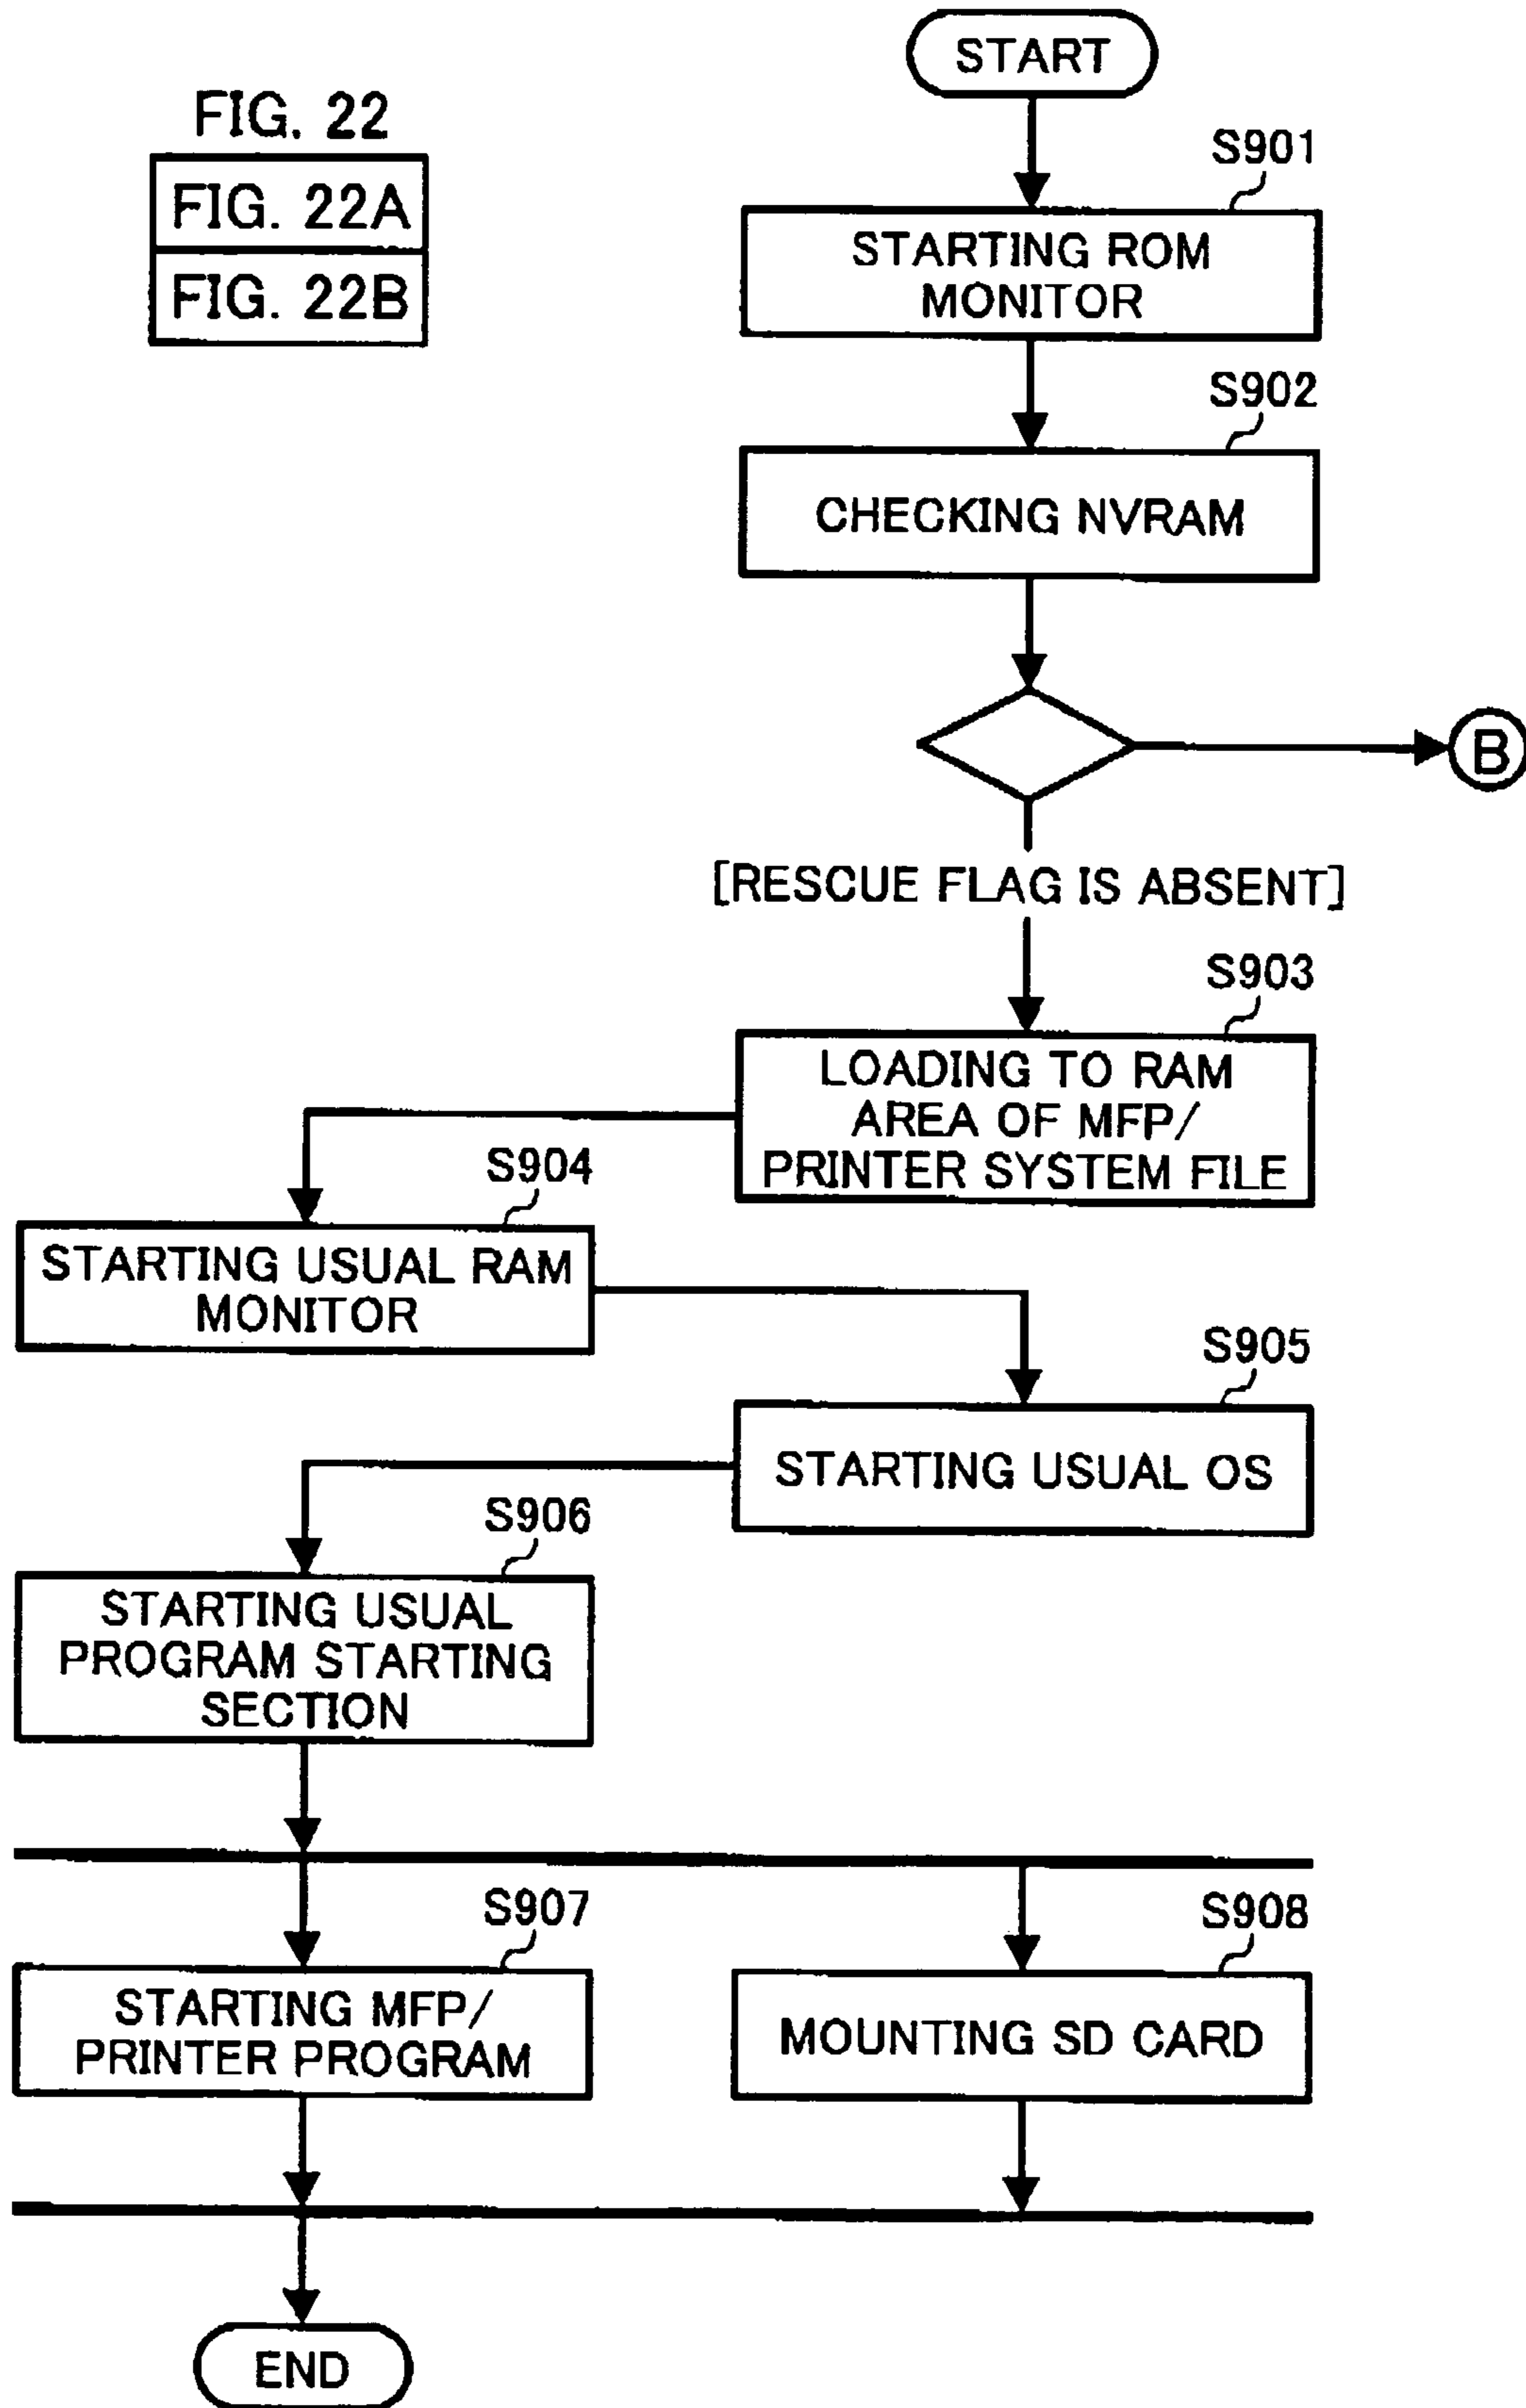 FIG. 22
FIG. 22A
FIG. 22B
START
S901
STARTING ROM
MONITOR
S902
CHECKING NVRAM
B
[RESCUE FLAG IS ABSENT]
S903
LOADING TO RAM
AREA OF MFP/
PRINTER SYSTEM FILE
S904
STARTING USUAL RAM
MONITOR
S905
STARTING USUAL OS
S906
STARTING USUAL
PROGRAM STARTING
SECTION
S907
STARTING MFP/
PRINTER PROGRAM
S908
MOUNTING SD CARD
END